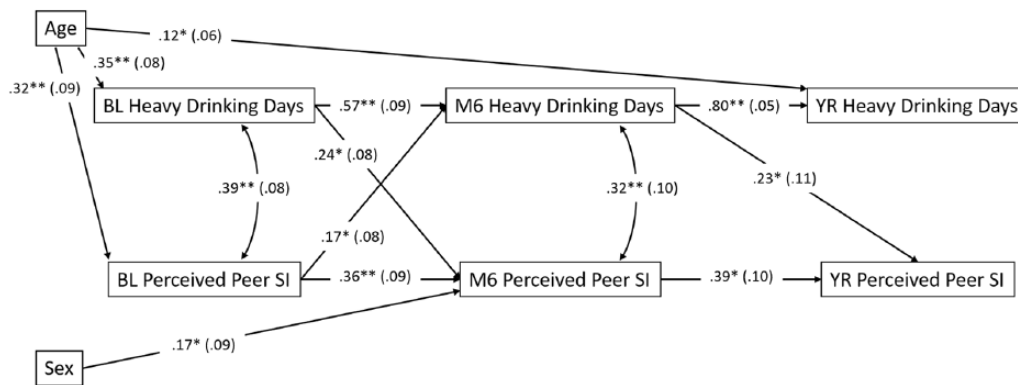 Age
.12* (.06)
.35** (.08)
.32** (.09)
BL Heavy Drinking Days
.57** (.09)
M6 Heavy Drinking Days
.80** (.05)
YR Heavy Drinking Days
.24* (.08)
.39** (.08)
.32** (.10)
.23* (.11)
.17* (.08)
BL Perceived Peer SI
.36** (.09)
M6 Perceived Peer SI
.39* (.10)
YR Perceived Peer SI
.17* (.09)
Sex